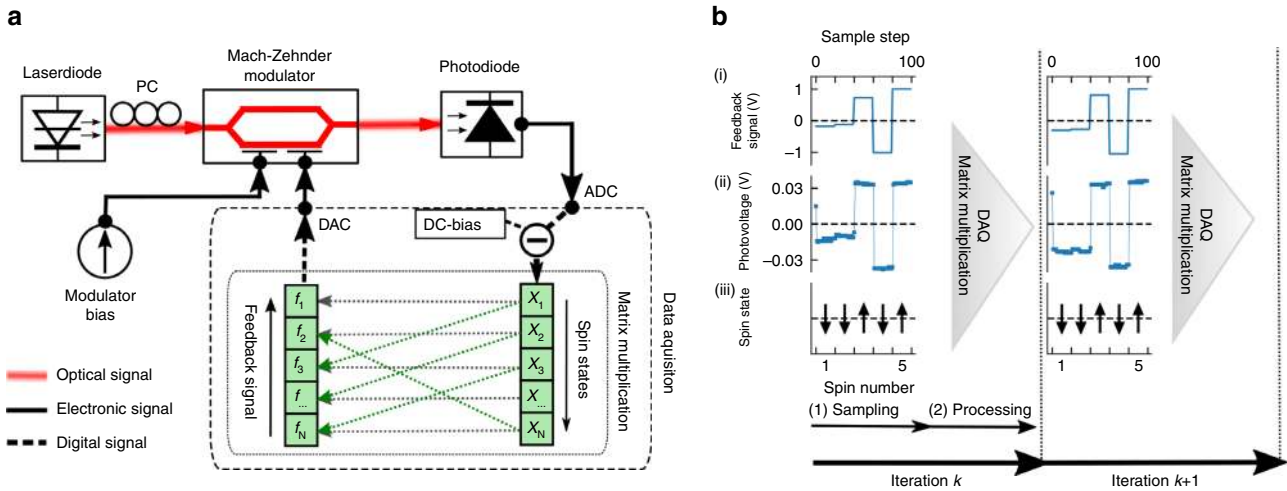 a
Laserdiode
PC
Mach-Zehnder
modulator
Photodiode
ADC
DAC
DC-bias
Modulator
bias
Feedback signal
f1
f2
f3
f...
fN
X1
X2
X3
X...
XN
Spin states
Matrix multiplication
Data aquisiton
Optical signal
Electronic signal
Digital signal
b
Sample step
0 100
0 100
(i)
Feedback
signal (V)
1
0
−1
(ii)
Photovoltage (V)
0.03
0.00
−0.03
(iii)
Spin state
DAQ
Matrix multiplication
DAQ
Matrix multiplication
1 5
1 5
Spin number
(1) Sampling
(2) Processing
Iteration k
Iteration k+1